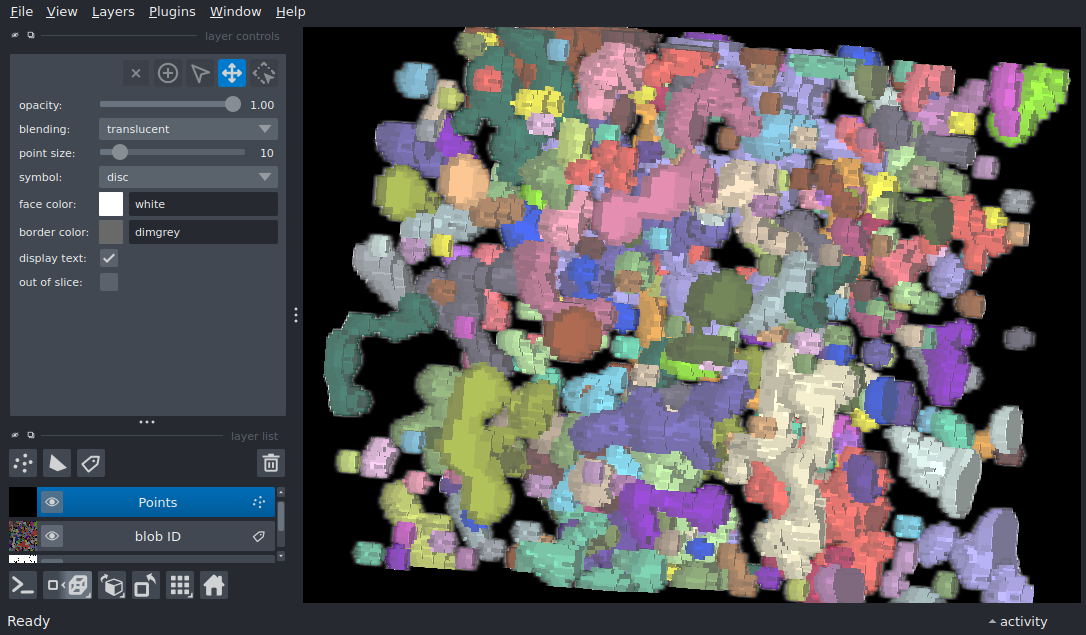 File View Layers Plugins Window Help
layer controls
opacity: 1.00
blending: translucent
point size: 10
symbol: disc
face color: white
border color: dimgrey
display text:
out of slice:
layer list
Points
blob ID
Ready
activity